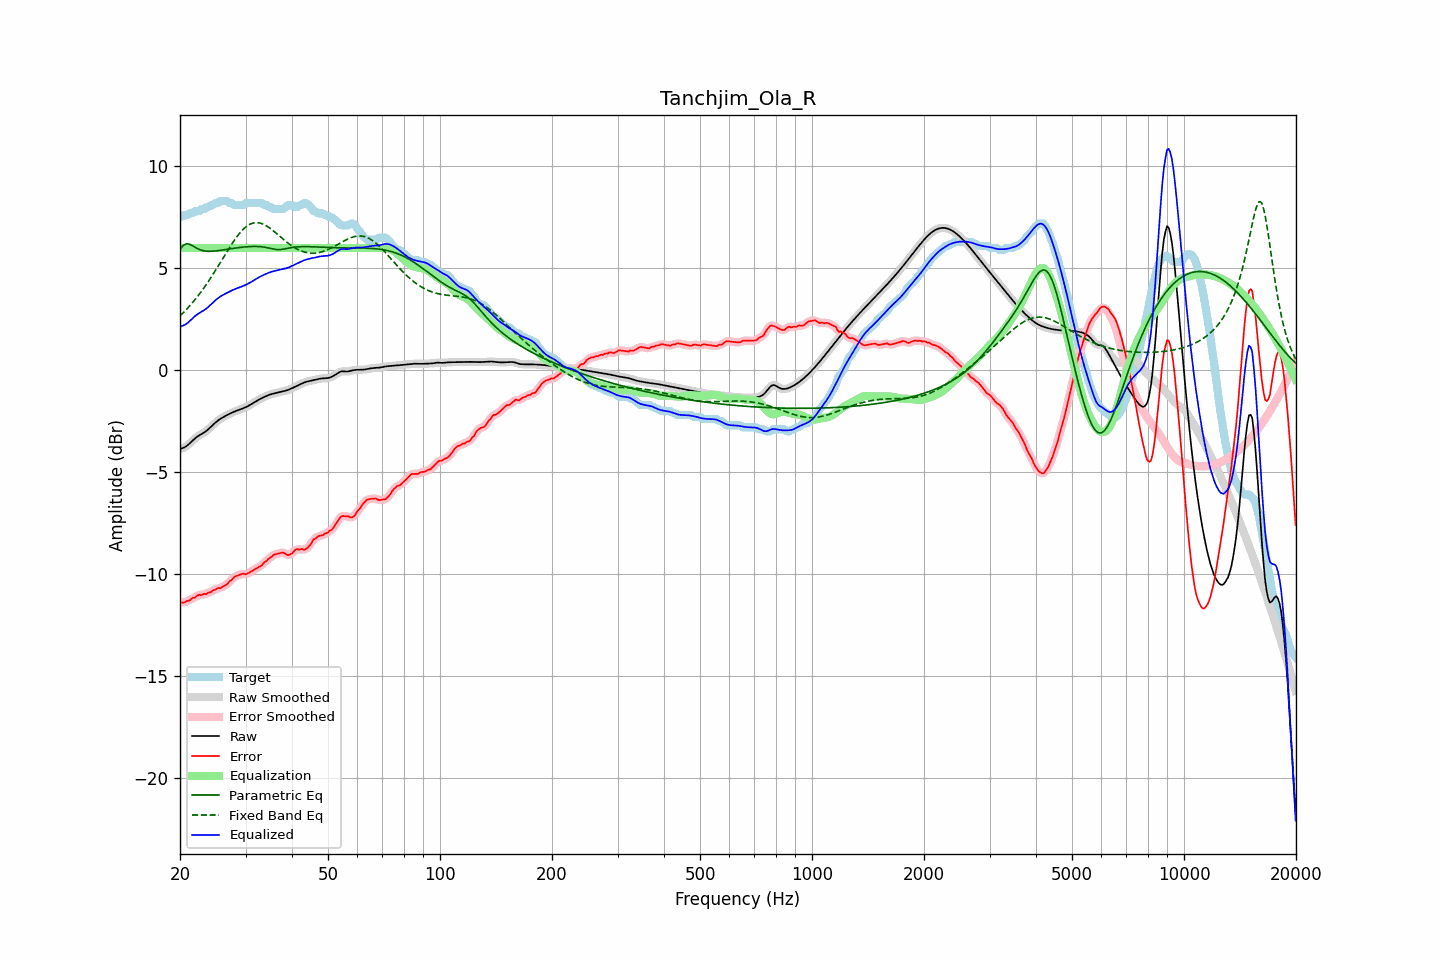 Tanchjim_Ola_R
Amplitude (dBr)
10
5
0
−5
−10
−15
−20
Target
Raw Smoothed
Error Smoothed
Raw
Error
Equalization
Parametric Eq
Fixed Band Eq
Equalized
20 50 100 200 500 1000 2000 5000 10000 20000
Frequency (Hz)